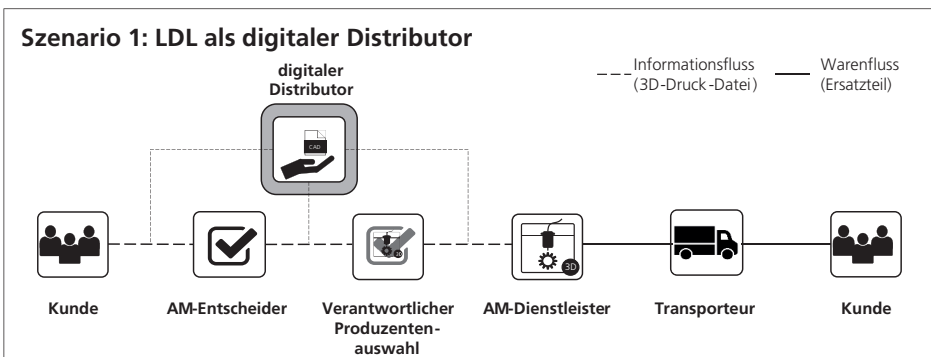 Szenario 1: LDL als digitaler Distributor
digitaler
Distributor
Informationsfluss
(3D-Druck-Datei)
Warenfluss
(Ersatzteil)
CAD
3D
3D
Kunde
AM-Entscheider
Verantwortlicher
Produzenten-
auswahl
AM-Dienstleister
Transporteur
Kunde